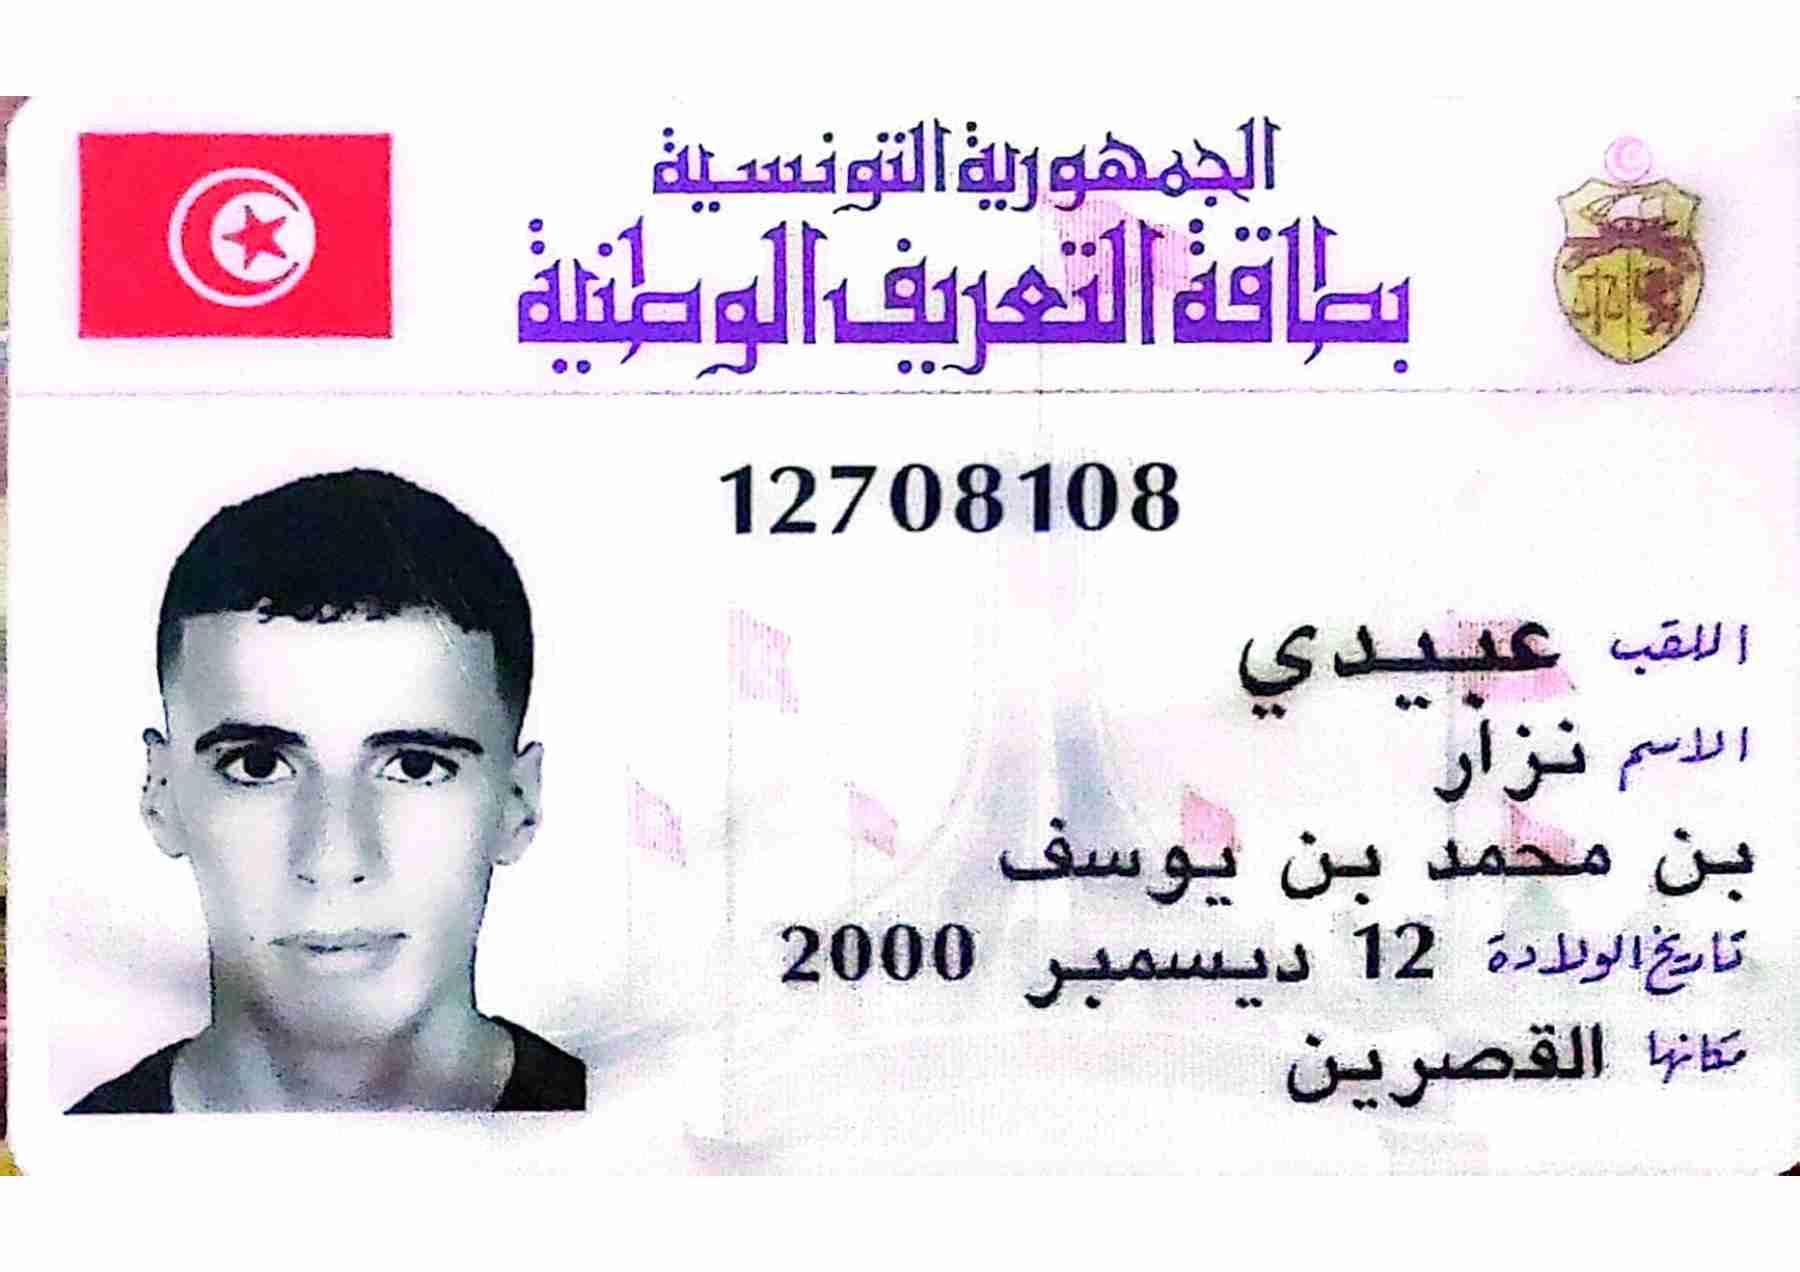 الجمهورية التونسية
بطاقة التعريف الوطنية
12708108
اللقب عبيدي
الاسم نزار
بن محمد بن يوسف
تاريخ الولادة 12 ديسمبر 2000
مكانها القصرين